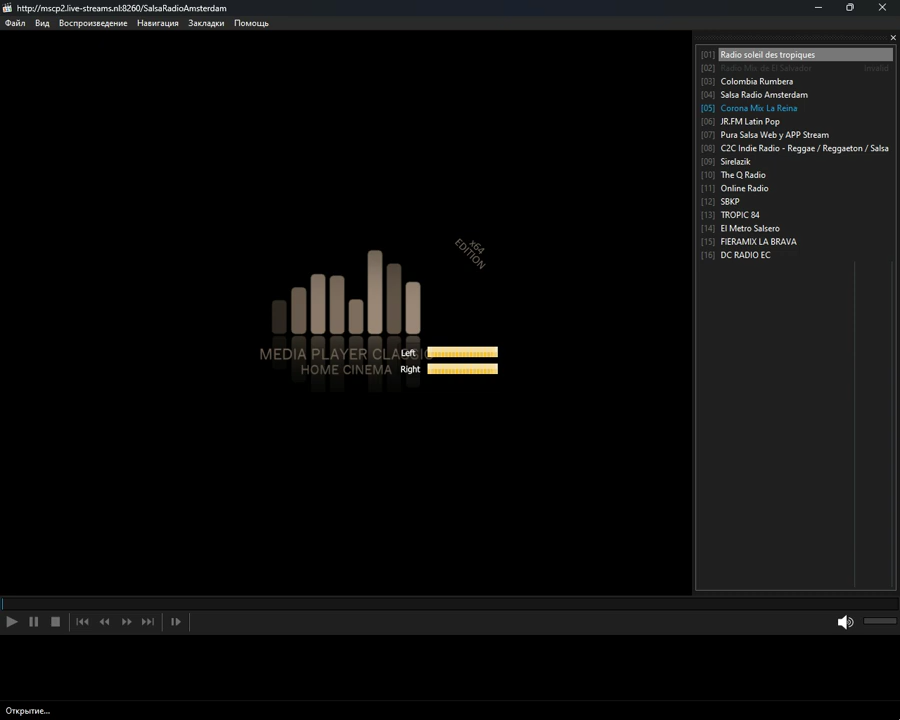 http://mscp2.live-streams.nl:8260/SalsaRadioAmsterdam
Файл Вид Воспроизведение Навигация Закладки Помощь
[01] Radio soleil des tropiques
[02] Radio Mix de El Salvador Invalid
[03] Colombia Rumbera
[04] Salsa Radio Amsterdam
[05] Corona Mix La Reina
[06] JR.FM Latin Pop
[07] Pura Salsa Web y APP Stream
[08] C2C Indie Radio - Reggae / Reggaeton / Salsa
[09] Sirelazik
[10] The Q Radio
[11] Online Radio
[12] SBKP
[13] TROPIC 84
[14] El Metro Salsero
[15] FIERAMIX LA BRAVA
[16] DC RADIO EC
x64
EDITION
MEDIA PLAYER CLASSIC
HOME CINEMA
Left
Right
Открытие...